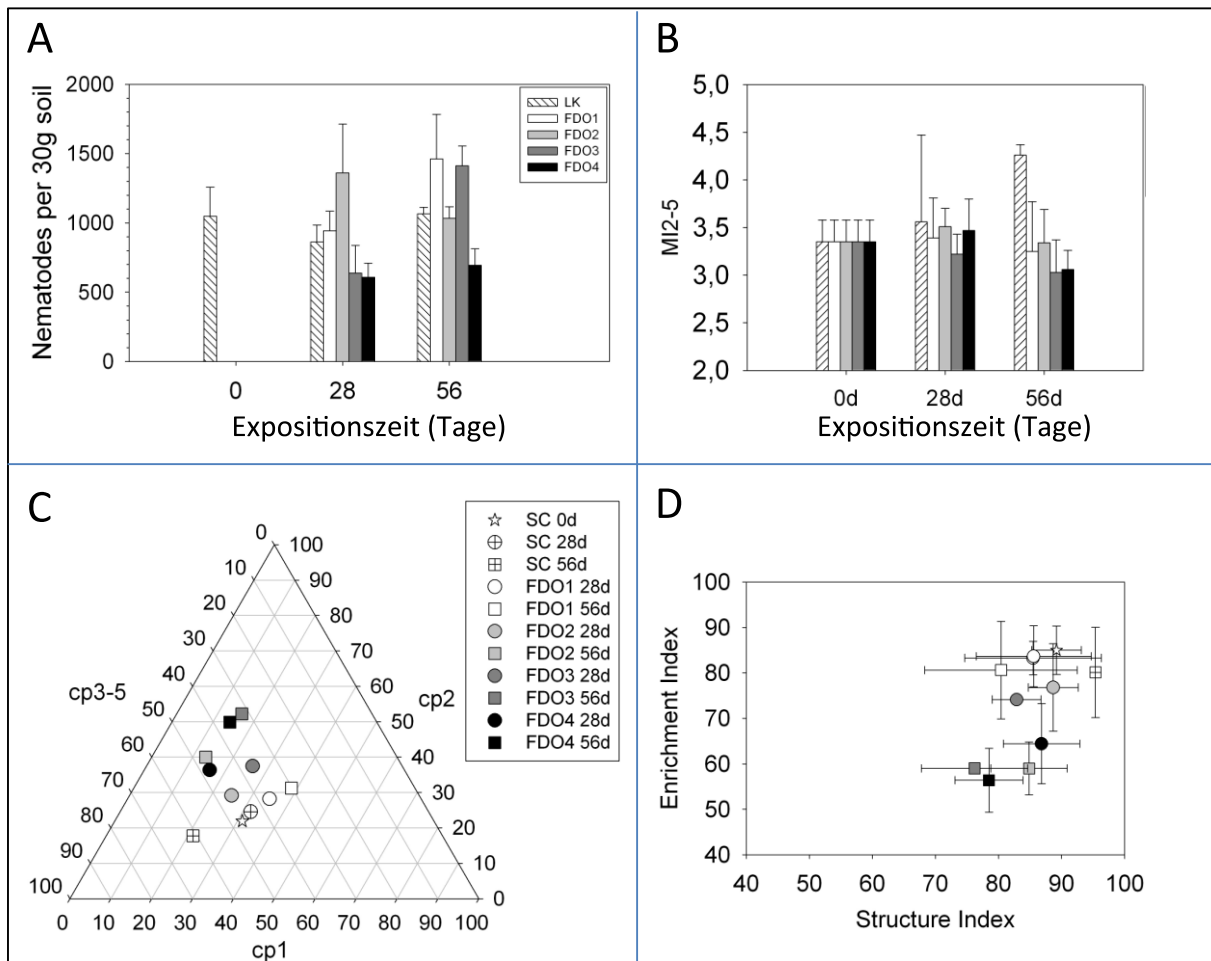 A
2000
1500
1000
500
0
Nematodes per 30g soil
LK
FDO1
FDO2
FDO3
FDO4
0 28 56
Expositionszeit (Tage)
B
5,0
4,5
4,0
3,5
3,0
2,5
2,0
MI2-5
0d 28d 56d
Expositionszeit (Tage)
C
0
10
20
30
40
50
60
70
80
90
100
cp3-5
100
90
80
70
60
50
40
30
20
10
0
cp2
0 10 20 30 40 50 60 70 80 90 100
cp1
SC 0d
SC 28d
SC 56d
FDO1 28d
FDO1 56d
FDO2 28d
FDO2 56d
FDO3 28d
FDO3 56d
FDO4 28d
FDO4 56d
D
100
90
80
70
60
50
40
Enrichment Index
40 50 60 70 80 90 100
Structure Index